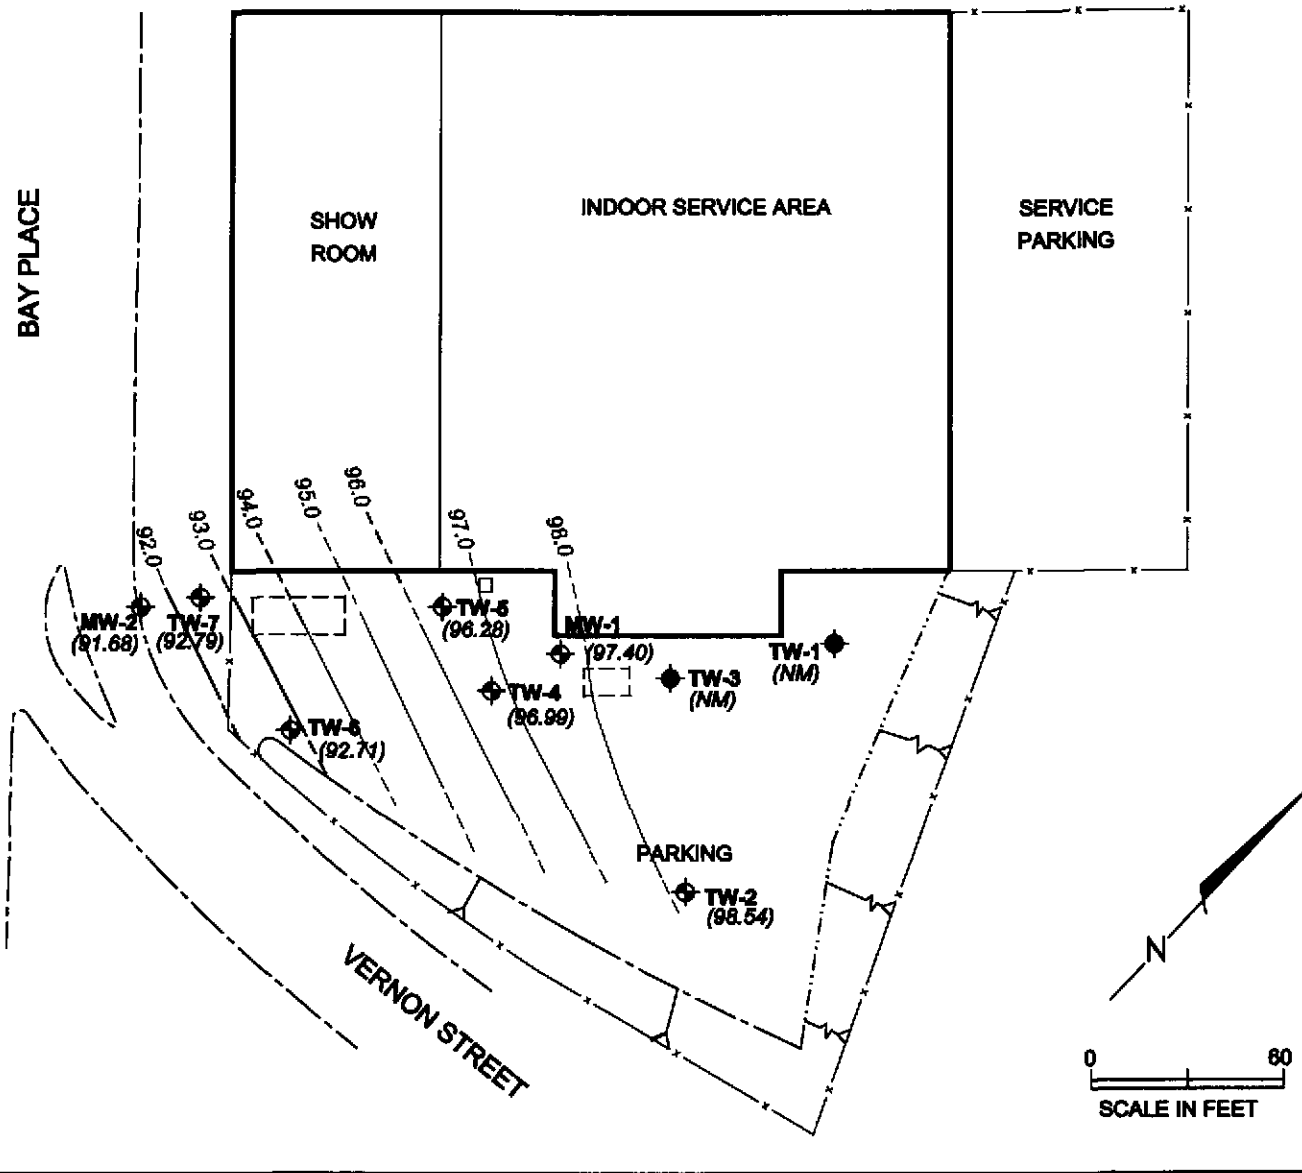 BAY PLACE
SHOW
ROOM
INDOOR SERVICE AREA
SERVICE
PARKING
92.0
93.0
94.0
95.0
96.0
97.0
98.0
MW-2
(91.68)
TW-7
(92.79)
TW-5
(96.28)
MW-1
(97.40)
TW-1
(NM)
TW-3
(NM)
TW-4
(96.99)
TW-6
(92.71)
PARKING
TW-2
(98.54)
VERNON STREET
N
0 60
SCALE IN FEET